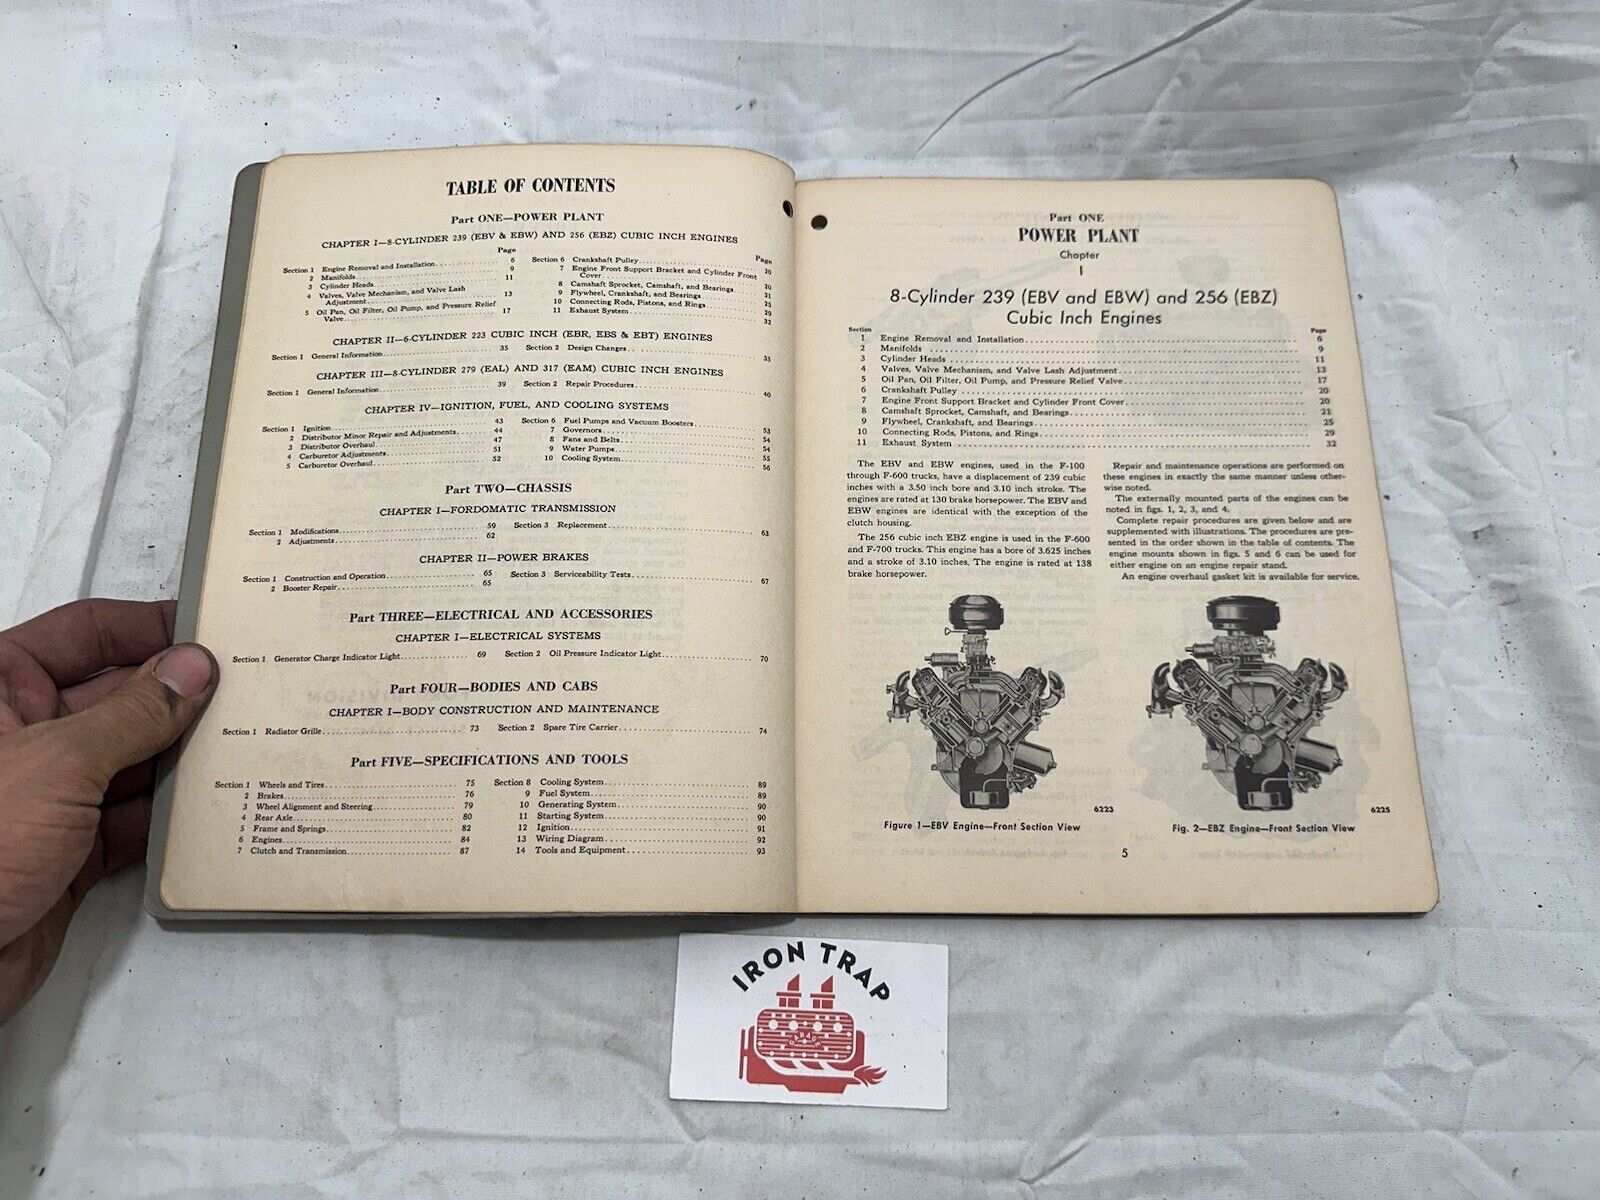 TABLE OF CONTENTS
Part ONE—POWER PLANT
CHAPTER I—8-CYLINDER 239 (EBV & EBW) AND 256 (EBZ) CUBIC INCH ENGINES
Page
Section 1 Engine Removal and Installation 6
2 Manifolds 9
3 Cylinder Heads 11
4 Valves, Valve Mechanism, and Valve Lash
Adjustment 13
5 Oil Pan, Oil Filter, Oil Pump, and Pressure Relief
Valve 17
Page
Section 6 Crankshaft Pulley 20
7 Engine Front Support Bracket and Cylinder Front
Cover 20
8 Camshaft Sprocket, Camshaft, and Bearings 21
9 Flywheel, Crankshaft, and Bearings 25
10 Connecting Rods, Pistons, and Rings 29
11 Exhaust System 32
CHAPTER II—6-CYLINDER 223 CUBIC INCH (EBR, EBS & EBT) ENGINES
Section 1 General Information 35 Section 2 Design Changes 35
CHAPTER III—8-CYLINDER 279 (EAL) AND 317 (EAM) CUBIC INCH ENGINES
Section 1 General Information 39 Section 2 Repair Procedures 40
CHAPTER IV—IGNITION, FUEL, AND COOLING SYSTEMS
Section 1 Ignition 43
2 Distributor Minor Repair and Adjustments 44
3 Distributor Overhaul 47
4 Carburetor Adjustments 51
5 Carburetor Overhaul 52
Section 6 Fuel Pumps and Vacuum Boosters
7 Governors 53
8 Fans and Belts 54
9 Water Pumps 54
10 Cooling System 55
56
Part TWO—CHASSIS
CHAPTER I—FORDOMATIC TRANSMISSION
Section 1 Modifications 59 Section 3 Replacement 63
2 Adjustments 62
CHAPTER II—POWER BRAKES
Section 1 Construction and Operation 65 Section 3 Serviceability Tests 67
2 Booster Repair 65
Part THREE—ELECTRICAL AND ACCESSORIES
CHAPTER I—ELECTRICAL SYSTEMS
Section 1 Generator Charge Indicator Light 69 Section 2 Oil Pressure Indicator Light 70
Part FOUR—BODIES AND CABS
CHAPTER I—BODY CONSTRUCTION AND MAINTENANCE
Section 1 Radiator Grille 73 Section 2 Spare Tire Carrier 74
Part FIVE—SPECIFICATIONS AND TOOLS
Section 1 Wheels and Tires 75
2 Brakes 76
3 Wheel Alignment and Steering 79
4 Rear Axle 80
5 Frame and Springs 82
6 Engines 84
7 Clutch and Transmission 87
Section 8 Cooling System 89
9 Fuel System 89
10 Generating System 90
11 Starting System 90
12 Ignition 91
13 Wiring Diagram 92
14 Tools and Equipment 93
Part ONE
POWER PLANT
Chapter
I
8-Cylinder 239 (EBV and EBW) and 256 (EBZ)
Cubic Inch Engines
Section Page
1 Engine Removal and Installation 6
2 Manifolds 9
3 Cylinder Heads 11
4 Valves, Valve Mechanism, and Valve Lash Adjustment 13
5 Oil Pan, Oil Filter, Oil Pump, and Pressure Relief Valve 17
6 Crankshaft Pulley 20
7 Engine Front Support Bracket and Cylinder Front Cover 20
8 Camshaft Sprocket, Camshaft, and Bearings 21
9 Flywheel, Crankshaft, and Bearings 25
10 Connecting Rods, Pistons, and Rings 29
11 Exhaust System 32
The EBV and EBW engines, used in the F-100
through F-600 trucks, have a displacement of 239 cubic
inches with a 3.50 inch bore and 3.10 inch stroke. The
engines are rated at 130 brake horsepower. The EBV and
EBW engines are identical with the exception of the
clutch housing.
The 256 cubic inch EBZ engine is used in the F-600
and F-700 trucks. This engine has a bore of 3.625 inches
and a stroke of 3.10 inches. The engine is rated at 138
brake horsepower.
Repair and maintenance operations are performed on
these engines in exactly the same manner unless other-
wise noted.
The externally mounted parts of the engines can be
noted in figs. 1, 2, 3, and 4.
Complete repair procedures are given below and are
supplemented with illustrations. The procedures are pre-
sented in the order shown in the table of contents. The
engine mounts shown in figs. 5 and 6 can be used for
either engine on an engine repair stand.
An engine overhaul gasket kit is available for service.
6223
Figure 1—EBV Engine—Front Section View
6225
Fig. 2—EBZ Engine—Front Section View
5
IRON TRAP
GARAGE